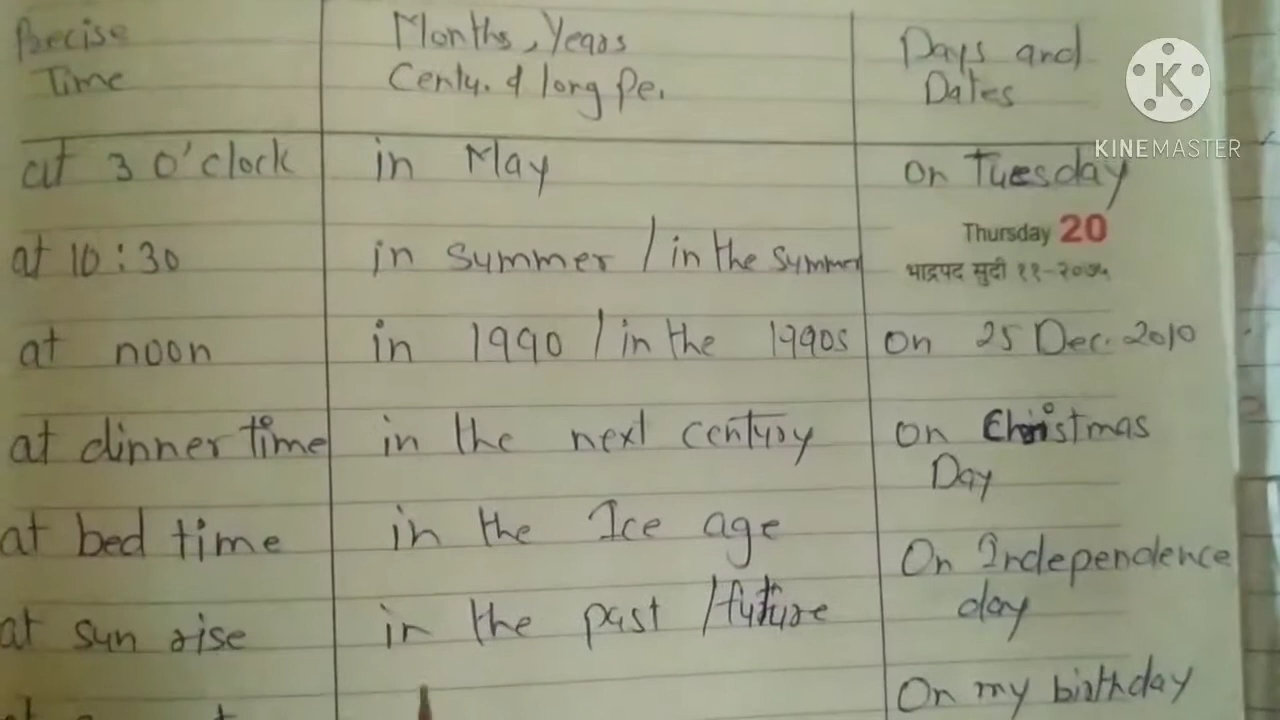 Precise Time
Months, Years Centu. & long Pe.
Days and Dates
KINEMASTER
at 3 O'clock
in May
on Tuesday
Thursday 20
भाद्रपद सुदी ११-२०७५
at 10:30
in summer / in the summer
at noon
in 1990 / in the 1990s
on 25 Dec. 2010
at dinner time
in the next century
on Christmas Day
at bed time
in the Ice age
On Independence day
at sun rise
in the past / future
On my birthday